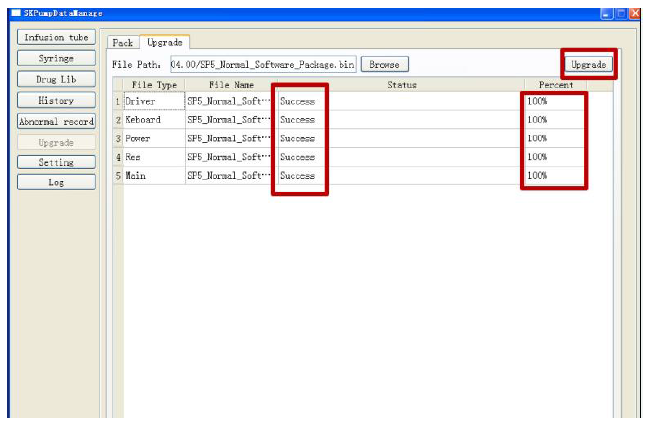 SKPumpDataManage
Infusion tube
Syringe
Drug Lib
History
Abnormal record
Upgrade
Setting
Log
Pack Upgrade
File Path: 04.00/SP5_Normal_Software_Package.bin Browse Upgrade
File Type File Name Status Percent
1 Driver SP5_Normal_Soft... Success 100%
2 Keboard SP5_Normal_Soft... Success 100%
3 Power SP5_Normal_Soft... Success 100%
4 Res SP5_Normal_Soft... Success 100%
5 Main SP5_Normal_Soft... Success 100%